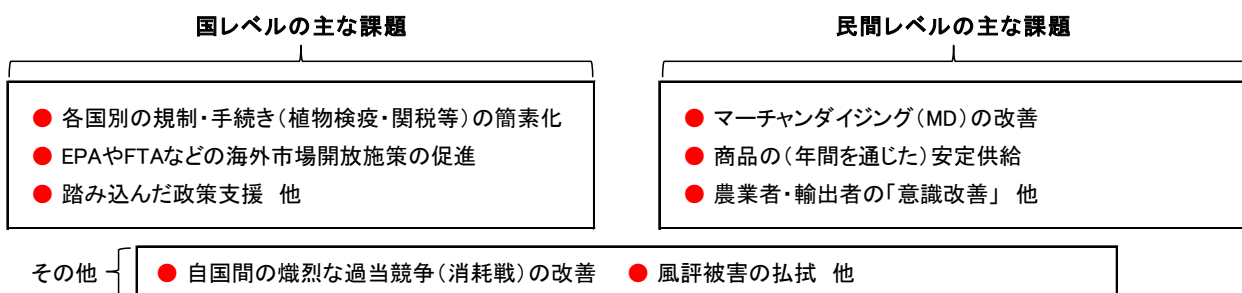 国レベルの主な課題
● 各国別の規制・手続き(植物検疫・関税等)の簡素化
● EPAやFTAなどの海外市場開放施策の促進
● 踏み込んだ政策支援 他
民間レベルの主な課題
● マーチャンダイジング(MD)の改善
● 商品の(年間を通じた)安定供給
● 農業者・輸出者の「意識改善」 他
その他
● 自国間の熾烈な過当競争(消耗戦)の改善 ● 風評被害の払拭 他